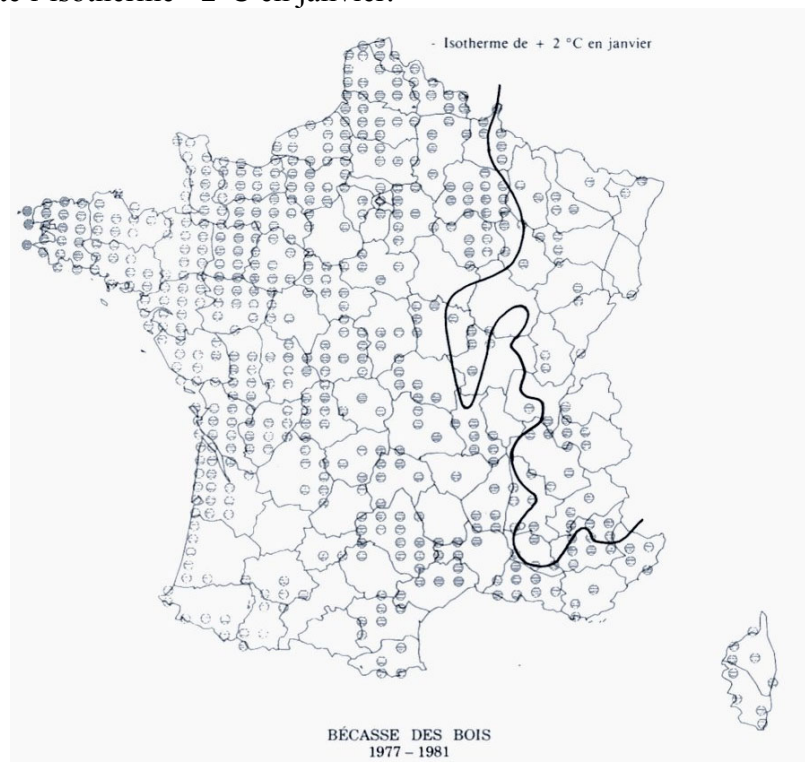 - Isotherme de + 2 °C en janvier
BÉCASSE DES BOIS
1977 – 1981